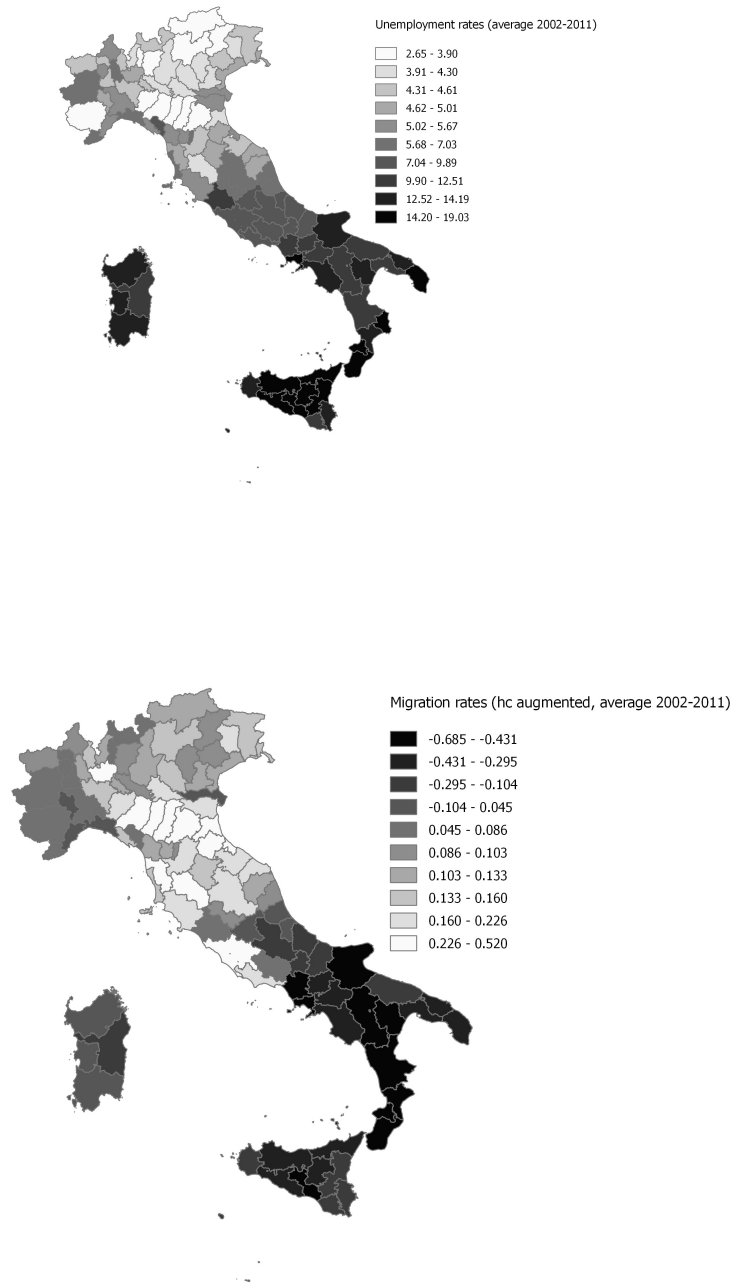 Unemployment rates (average 2002-2011)
2.65 - 3.90
3.91 - 4.30
4.31 - 4.61
4.62 - 5.01
5.02 - 5.67
5.68 - 7.03
7.04 - 9.89
9.90 - 12.51
12.52 - 14.19
14.20 - 19.03
Migration rates (hc augmented, average 2002-2011)
-0.685 - -0.431
-0.431 - -0.295
-0.295 - -0.104
-0.104 - 0.045
0.045 - 0.086
0.086 - 0.103
0.103 - 0.133
0.133 - 0.160
0.160 - 0.226
0.226 - 0.520